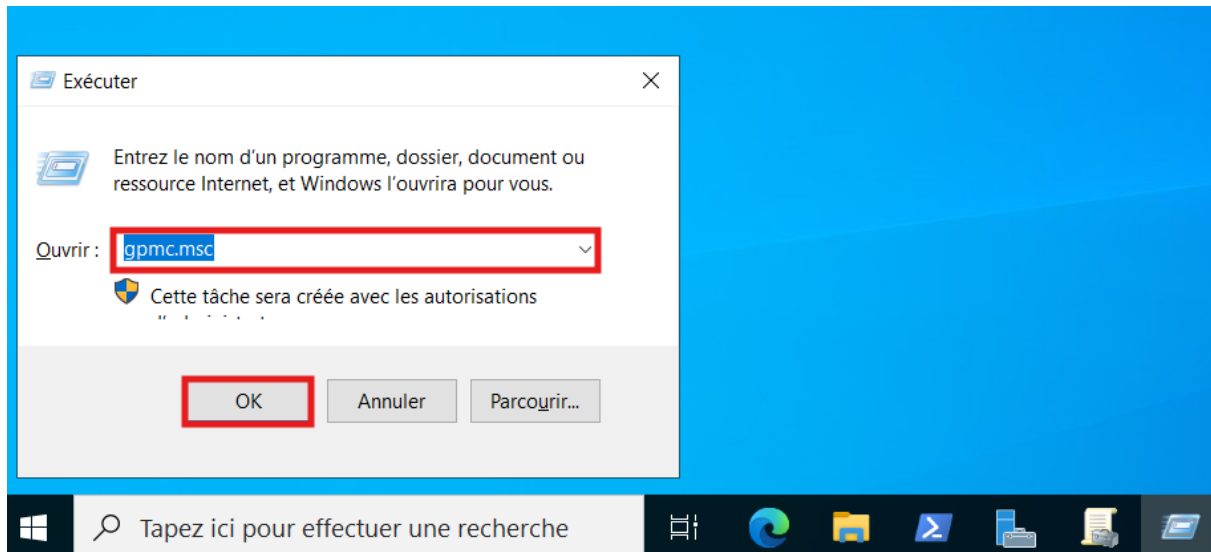 Exécuter
Entrez le nom d'un programme, dossier, document ou
ressource Internet, et Windows l'ouvrira pour vous.
Ouvrir :
gpmc.msc
Cette tâche sera créée avec les autorisations
OK
Annuler
Parcourir...
Tapez ici pour effectuer une recherche